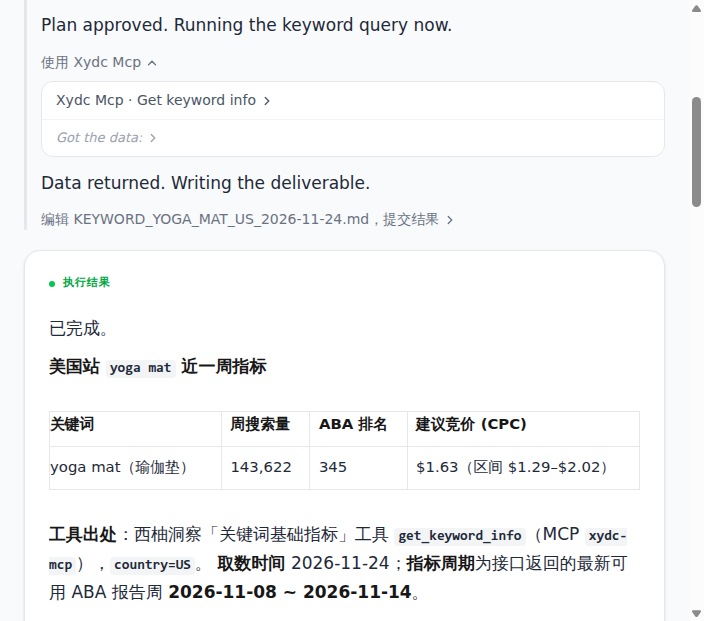 Plan approved. Running the keyword query now.
使用 Xydc Mcp
Xydc Mcp · Get keyword info
Got the data:
Data returned. Writing the deliverable.
编辑 KEYWORD_YOGA_MAT_US_2026-11-24.md，提交结果
执行结果
已完成。
美国站 yoga mat 近一周指标
关键词 周搜索量 ABA 排名 建议竞价 (CPC)
yoga mat（瑜伽垫） 143,622 345 $1.63（区间 $1.29–$2.02）
工具出处：西柚洞察「关键词基础指标」工具 get_keyword_info（MCP xydc-
mcp），country=US。 取数时间 2026-11-24；指标周期为接口返回的最新可
用 ABA 报告周 2026-11-08 ~ 2026-11-14。